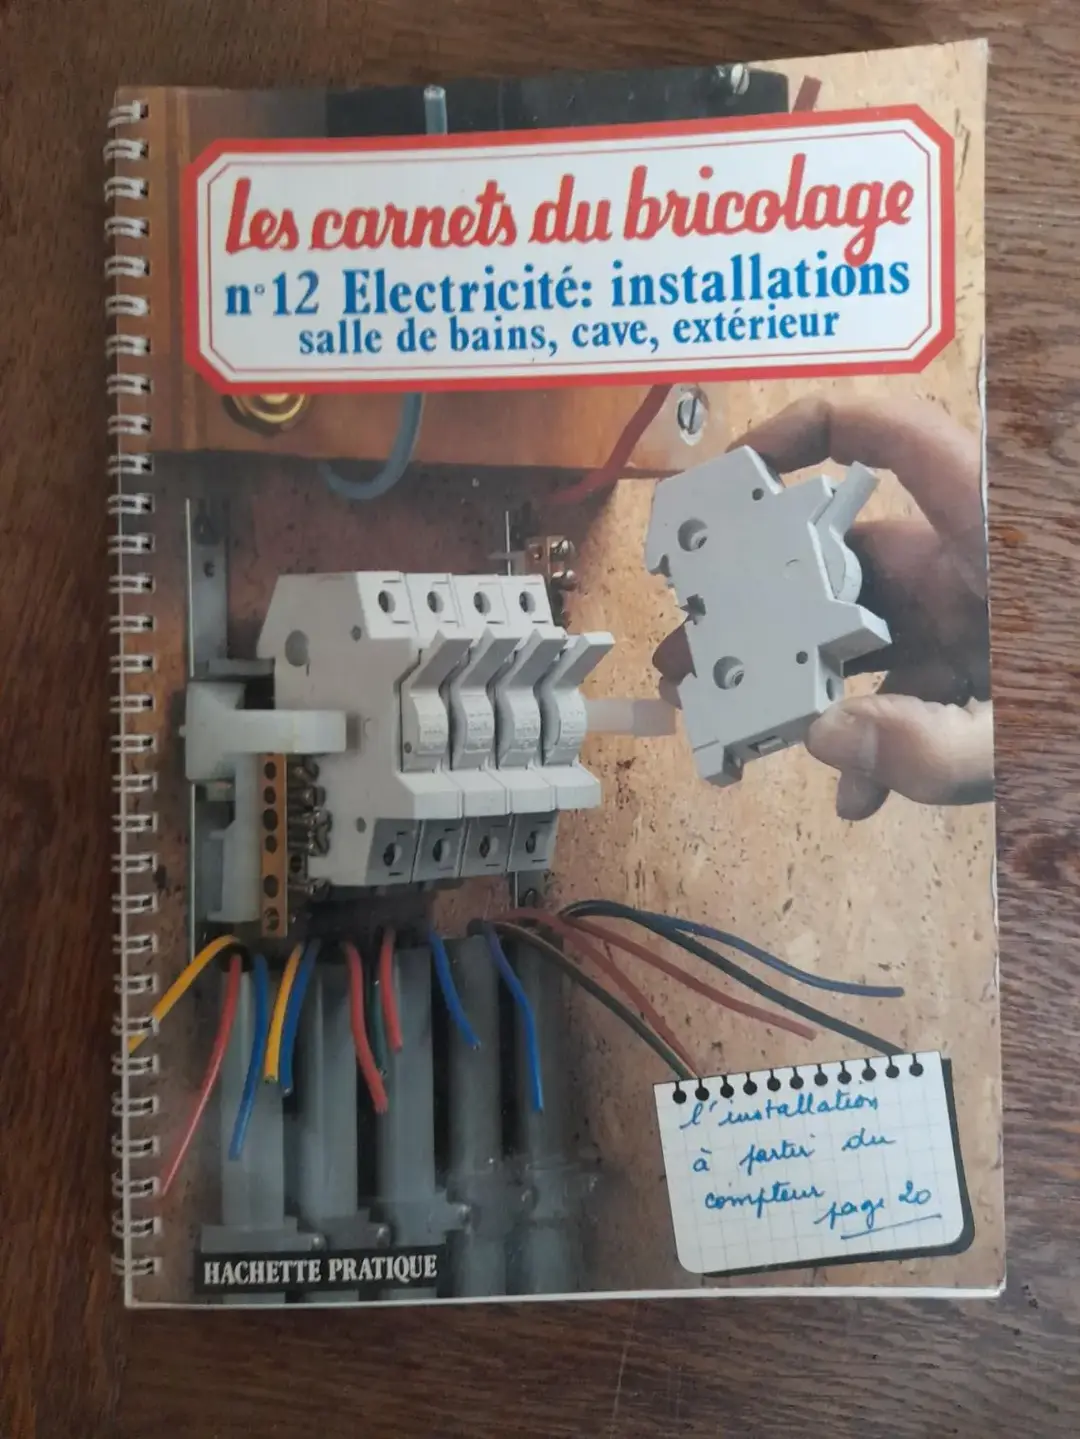 Les carnets du bricolage
n°12 Electricité: installations
salle de bains, cave, extérieur
l'installation
à partir du
compteur
page 20
HACHETTE PRATIQUE